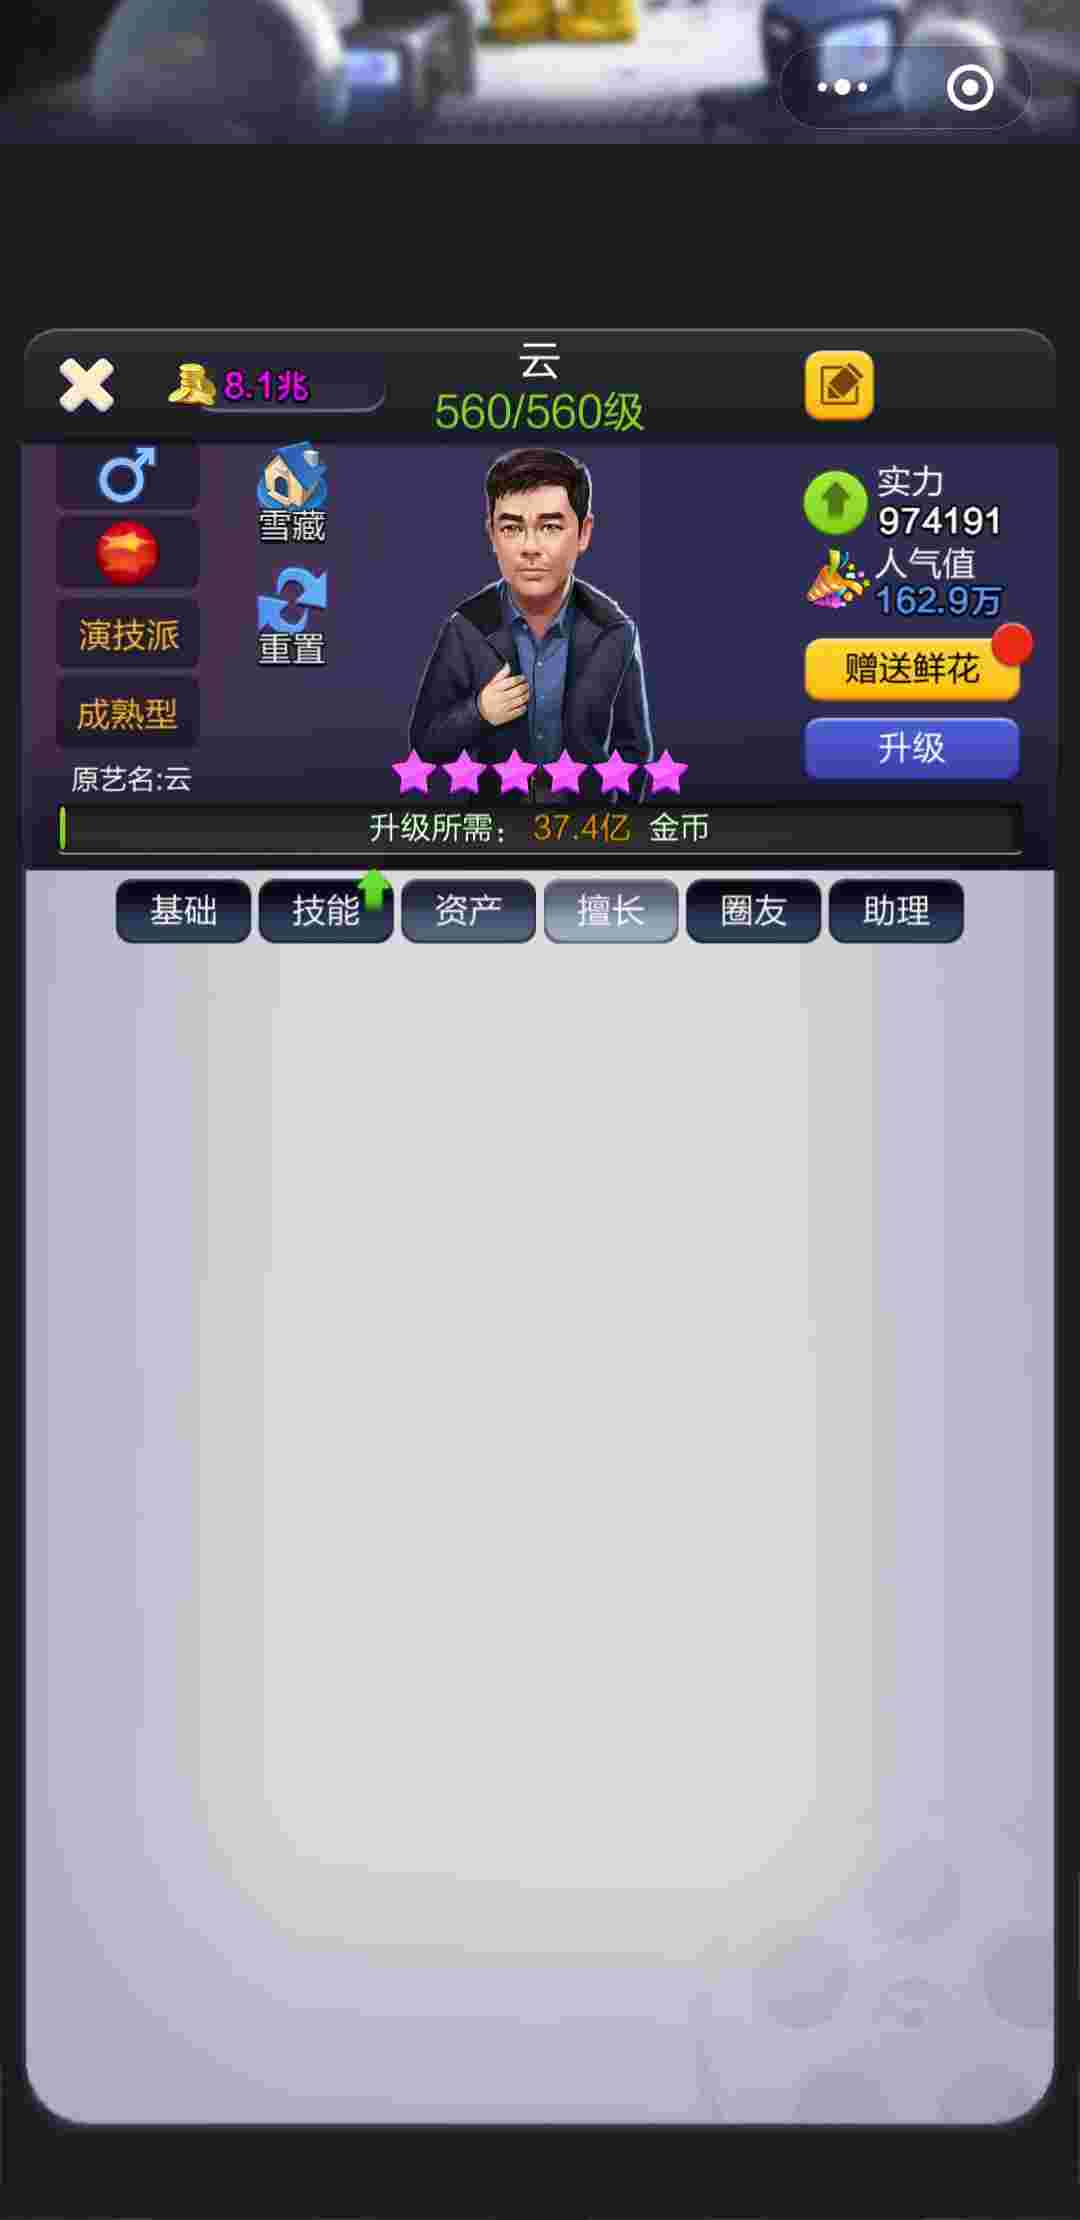 云
8.1兆
560/560级
雪藏
重置
演技派
成熟型
原艺名:云
实力
974191
人气值
162.9万
赠送鲜花
升级
升级所需: 37.4亿 金币
基础 技能 资产 擅长 圈友 助理